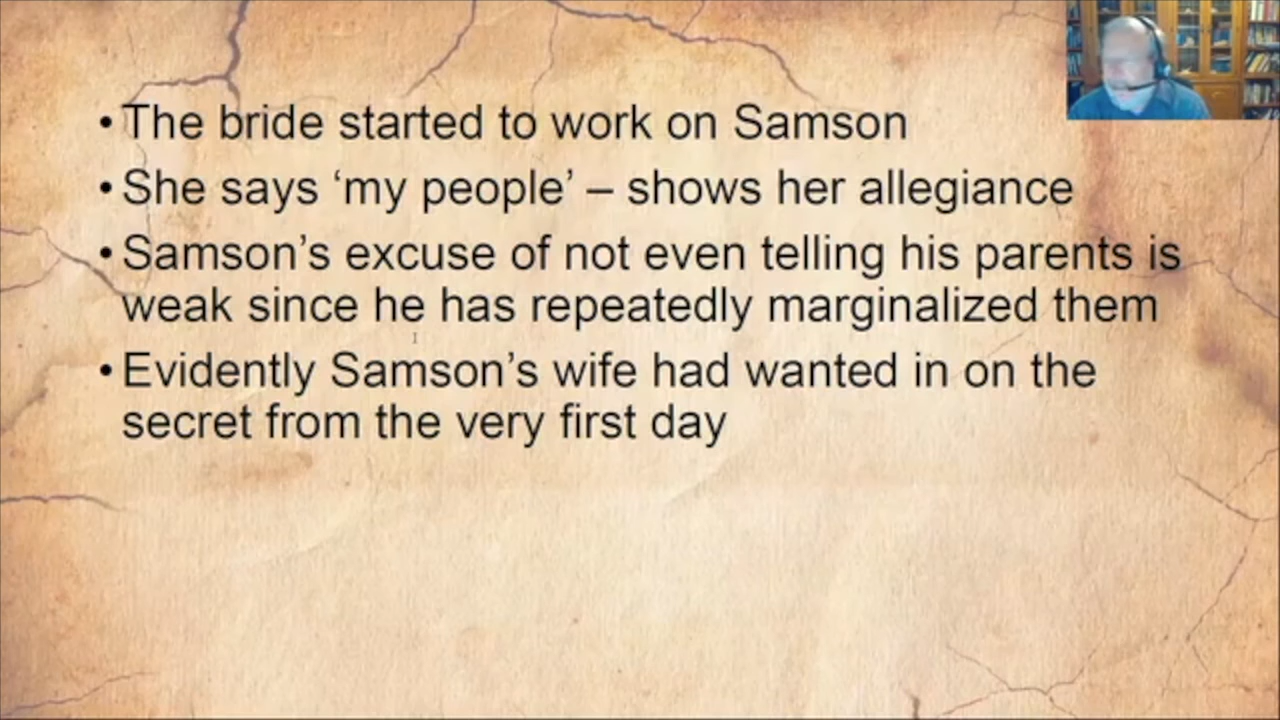 • The bride started to work on Samson
• She says ‘my people’ – shows her allegiance
• Samson’s excuse of not even telling his parents is
weak since he has repeatedly marginalized them
• Evidently Samson’s wife had wanted in on the
secret from the very first day